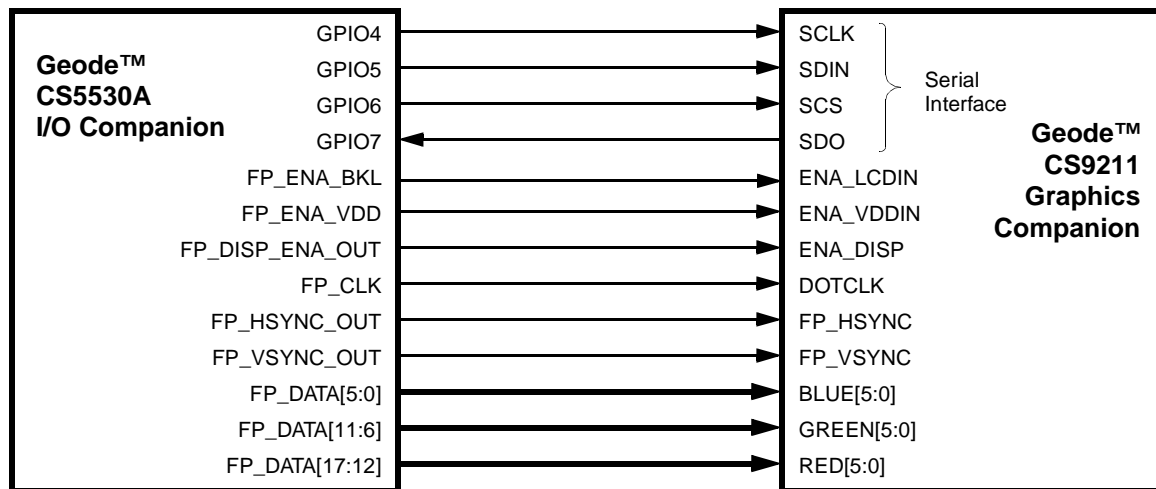 Geode™
CS5530A
I/O Companion
GPIO4
GPIO5
GPIO6
GPIO7
FP_ENA_BKL
FP_ENA_VDD
FP_DISP_ENA_OUT
FP_CLK
FP_HSYNC_OUT
FP_VSYNC_OUT
FP_DATA[5:0]
FP_DATA[11:6]
FP_DATA[17:12]
SCLK
SDIN
SCS
SDO
Serial
Interface
ENA_LCDIN
ENA_VDDIN
ENA_DISP
DOTCLK
FP_HSYNC
FP_VSYNC
BLUE[5:0]
GREEN[5:0]
RED[5:0]
Geode™
CS9211
Graphics
Companion